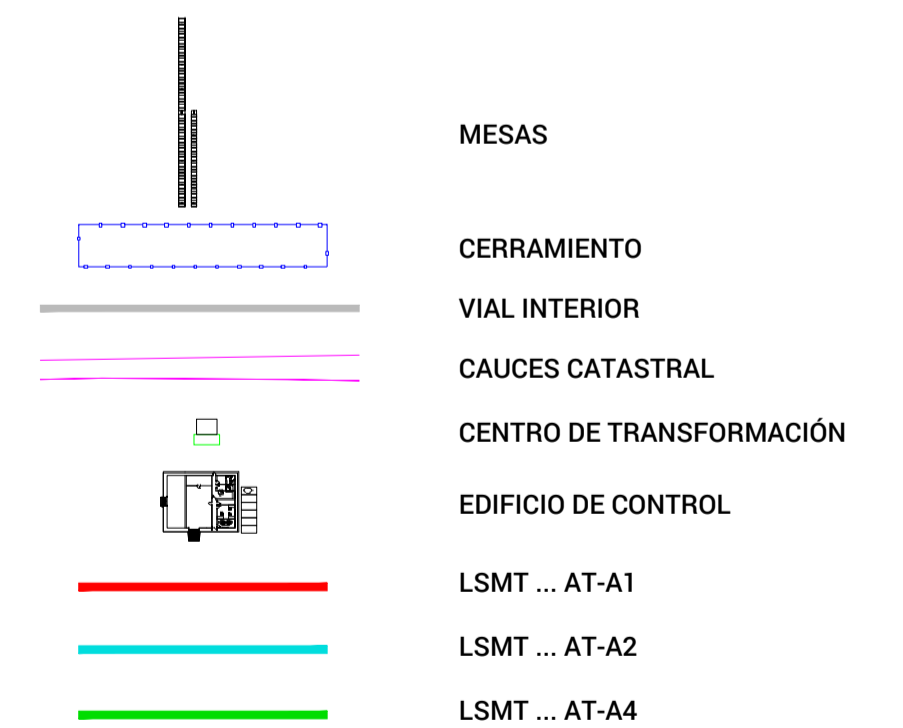 MESAS
CERRAMIENTO
VIAL INTERIOR
CAUCES CATASTRAL
CENTRO DE TRANSFORMACIÓN
EDIFICIO DE CONTROL
LSMT ... AT-A1
LSMT ... AT-A2
LSMT ... AT-A4